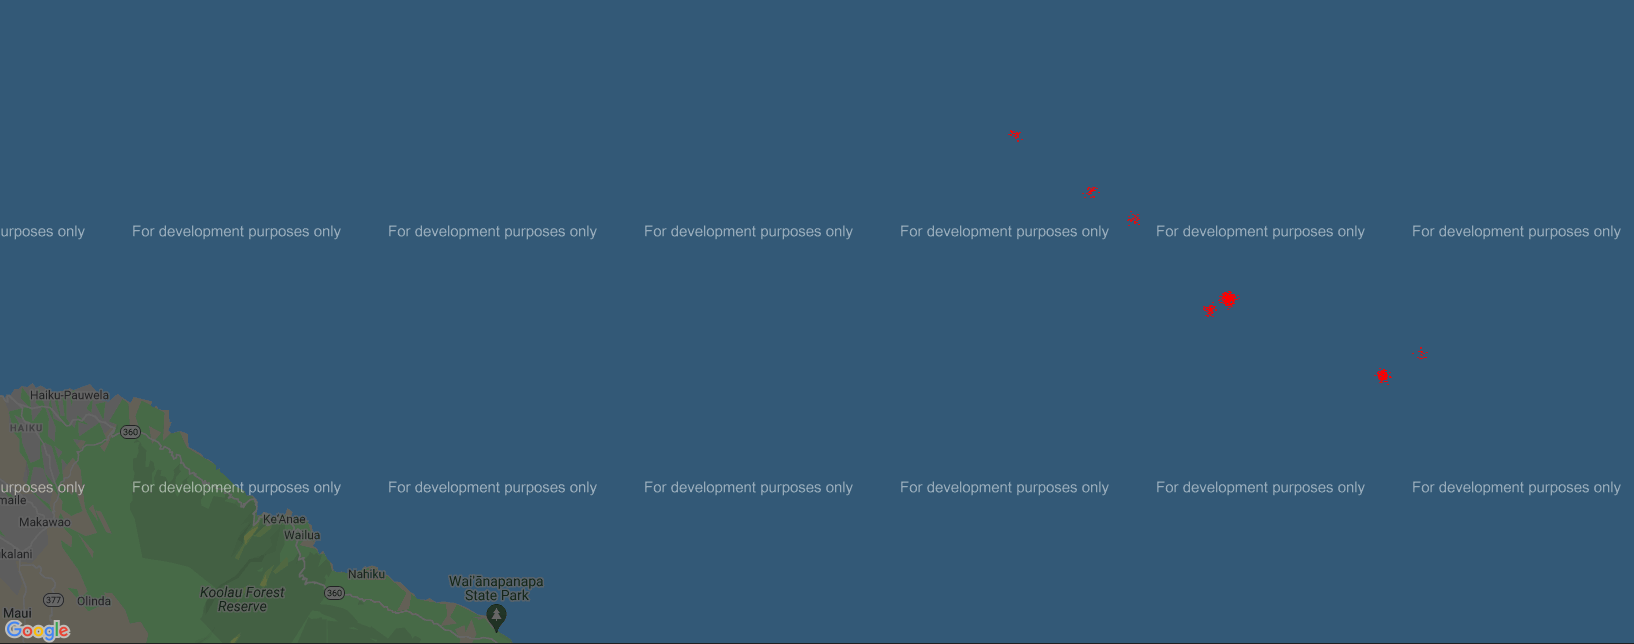 urposes only For development purposes only For development purposes only For development purposes only For development purposes only For development purposes only For development purposes only
Haiku-Pauwela
HAIKU
360
urposes only For development purposes only For development purposes only For development purposes only For development purposes only For development purposes only For development purposes only
maile
Makawao
Ke'Anae
Wailua
kalani
Nahiku
Wai'ānapanapa
State Park
Koolau Forest
Reserve
360
377
Olinda
Maui
Google